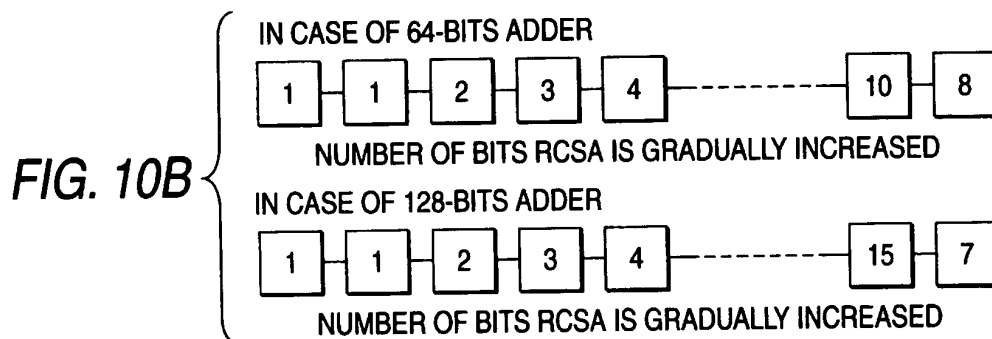 IN CASE OF 64-BITS ADDER
1 1 2 3 4 10 8
NUMBER OF BITS RCSA IS GRADUALLY INCREASED
FIG. 10B
IN CASE OF 128-BITS ADDER
1 1 2 3 4 15 7
NUMBER OF BITS RCSA IS GRADUALLY INCREASED